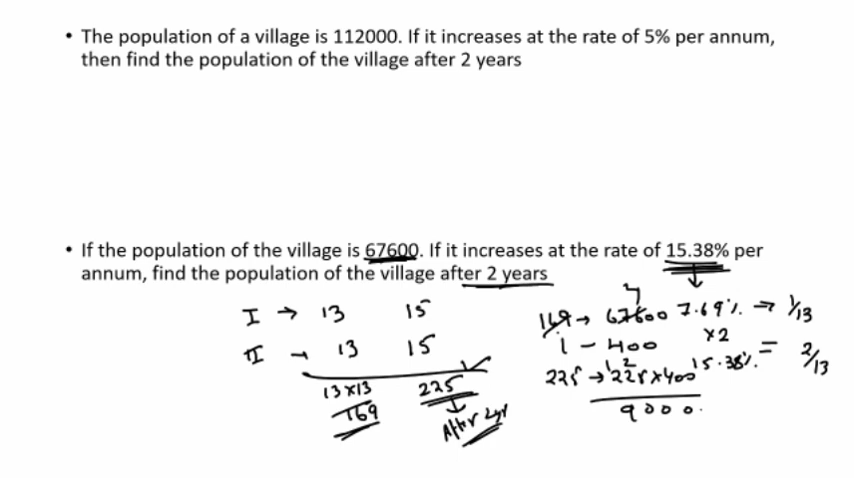 • The population of a village is 112000. If it increases at the rate of 5% per annum,
then find the population of the village after 2 years
• If the population of the village is 67600. If it increases at the rate of 15.38% per
annum, find the population of the village after 2 years
I → 13 15
II → 13 15
13×13 225
169 After 2yr
169 → 67600 7.69% ⇒ 1/13
1 - 400 ×2
225 → 225×400 15.38% = 2/13
9000.